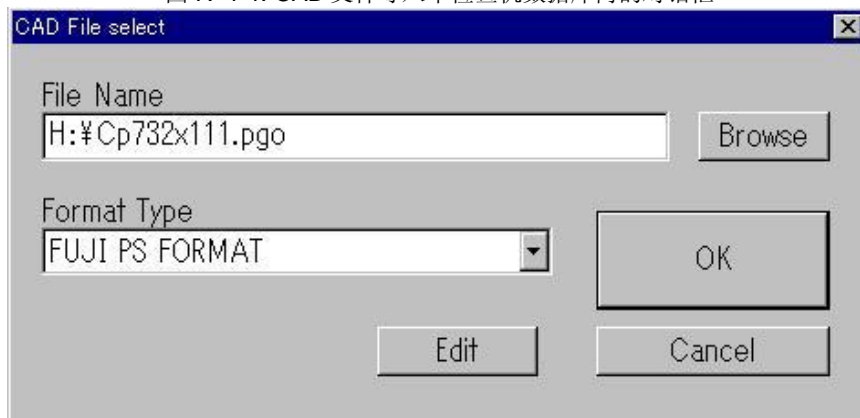 CAD File select
File Name
H:¥Cp732x111.pgo
Browse
Format Type
FUJI PS FORMAT
OK
Edit
Cancel